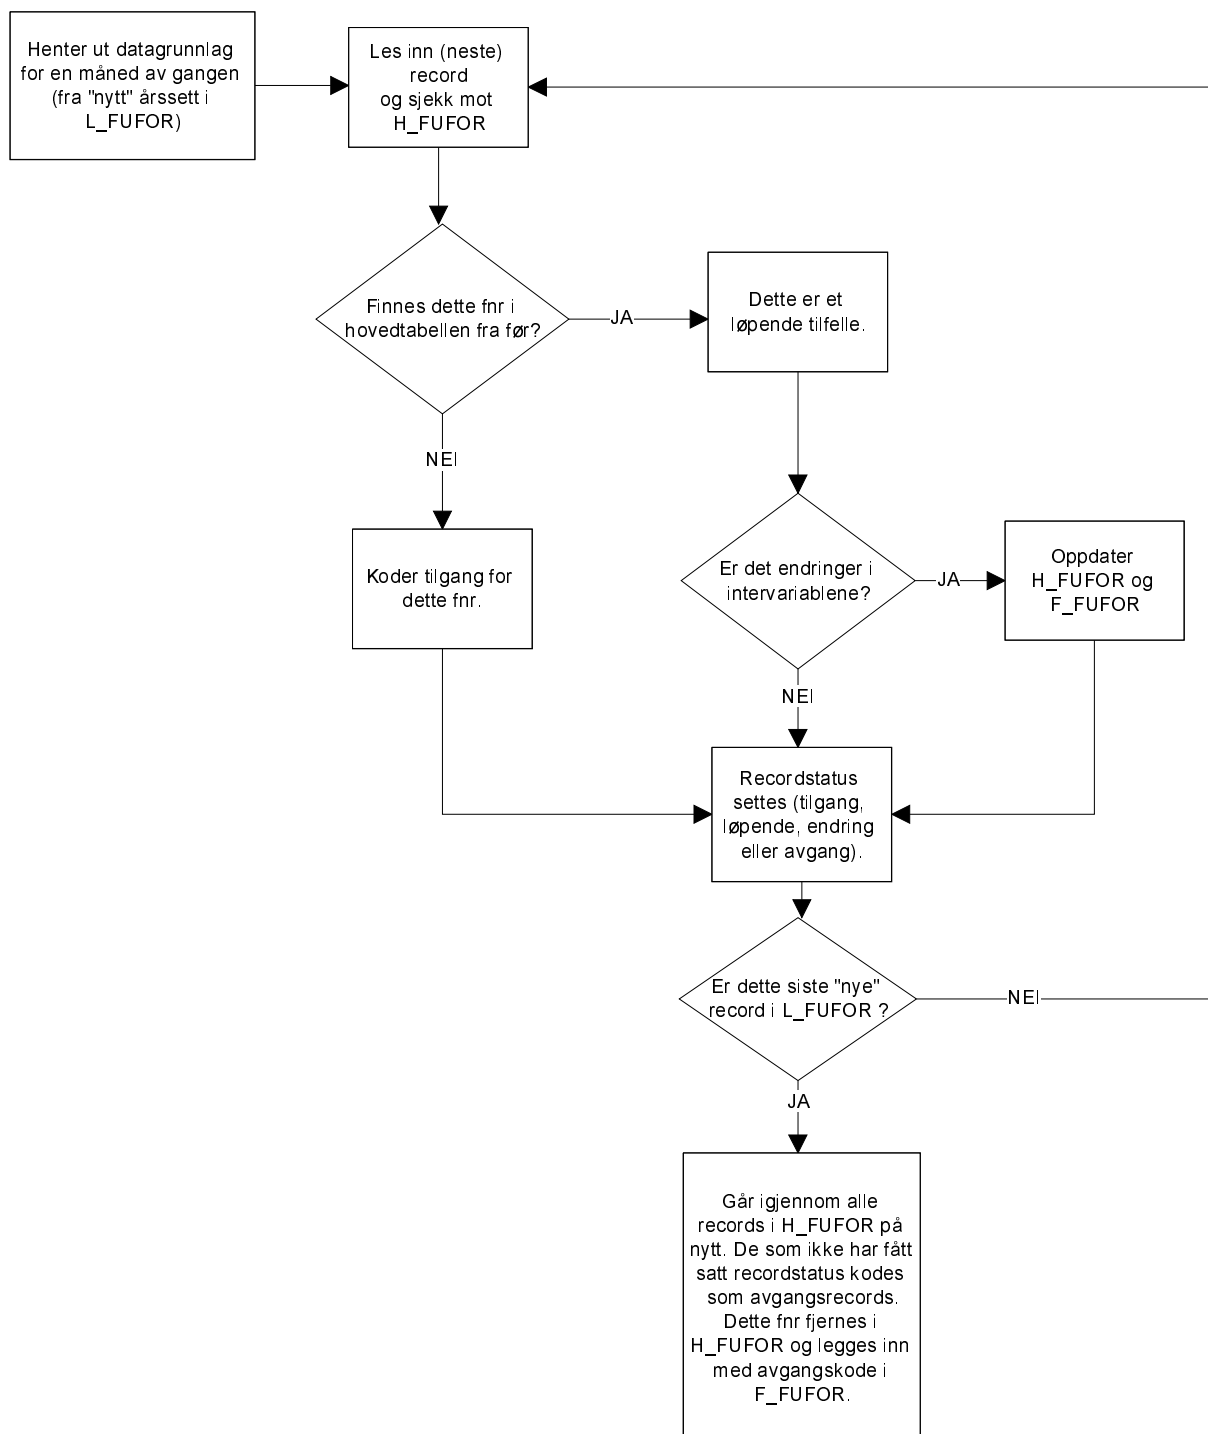 Henter ut datagrunnlag
for en måned av gangen
(fra "nytt" årssett i
L_FUFOR)
Les inn (neste)
record
og sjekk mot
H_FUFOR
Finnes dette fnr i
hovedtabellen fra før?
JA
Dette er et
løpende tilfelle.
NEI
Koder tilgang for
dette fnr.
Er det endringer i
intervariablene?
JA
Oppdater
H_FUFOR og
F_FUFOR
NEI
Recordstatus
settes (tilgang,
løpende, endring
eller avgang).
Er dette siste "nye"
record i L_FUFOR ?
NEI
JA
Går igjennom alle
records i H_FUFOR på
nytt. De som ikke har fått
satt recordstatus kodes
som avgangsrecords.
Dette fnr fjernes i
H_FUFOR og legges inn
med avgangskode i
F_FUFOR.